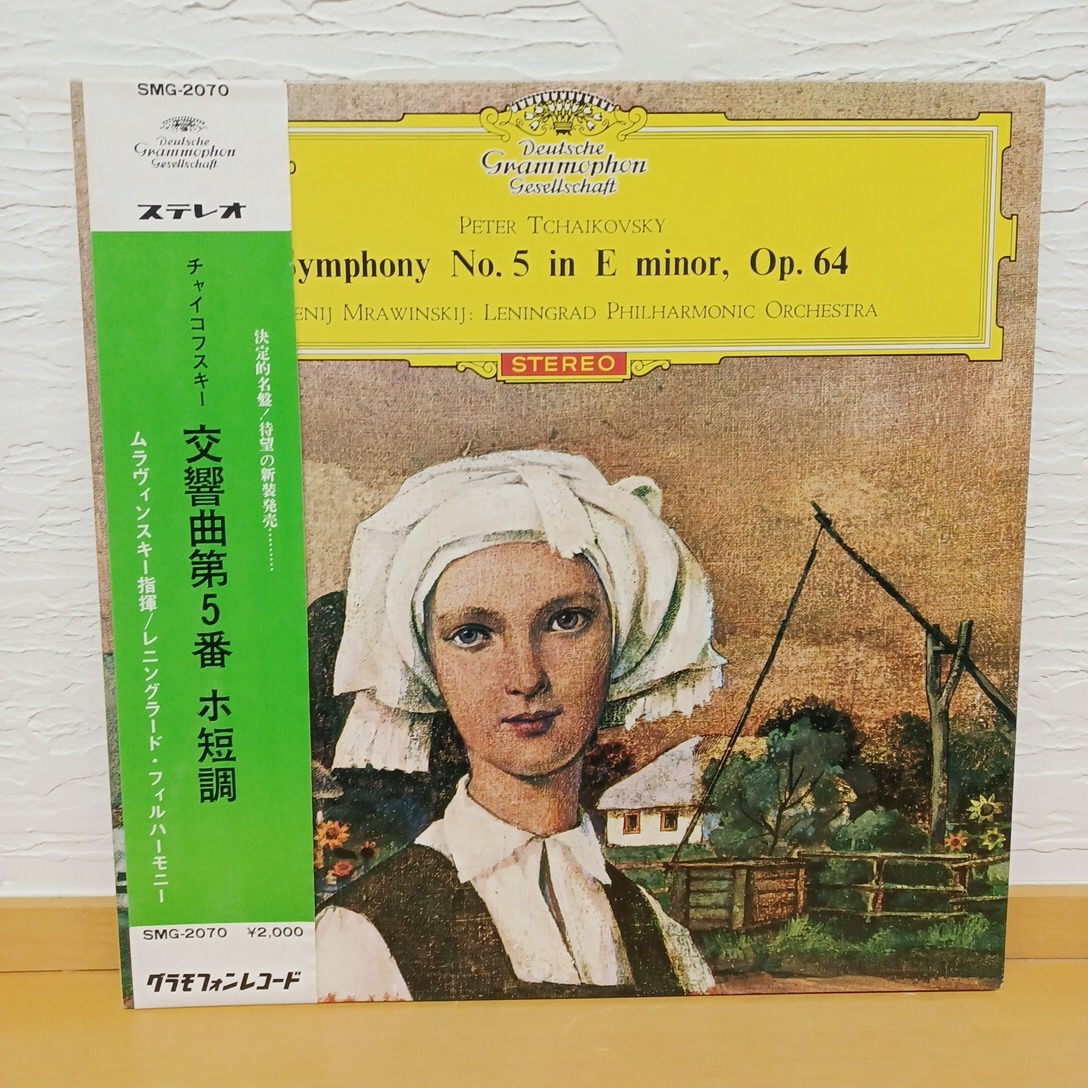 SMG-2070
Deutsche
Grammophon
Gesellschaft
ステレオ
決定的名盤!待望の新装発売………
チャイコフスキー
交響曲第5番 ホ短調
ムラヴィンスキー指揮/レニングラード・フィルハーモニー
SMG-2070 ¥2,000
グラモフォンレコード
Deutsche
Grammophon
Gesellschaft
PETER TCHAIKOVSKY
Symphony No. 5 in E minor, Op. 64
ENIJ MRAWINSKIJ: LENINGRAD PHILHARMONIC ORCHESTRA
STEREO